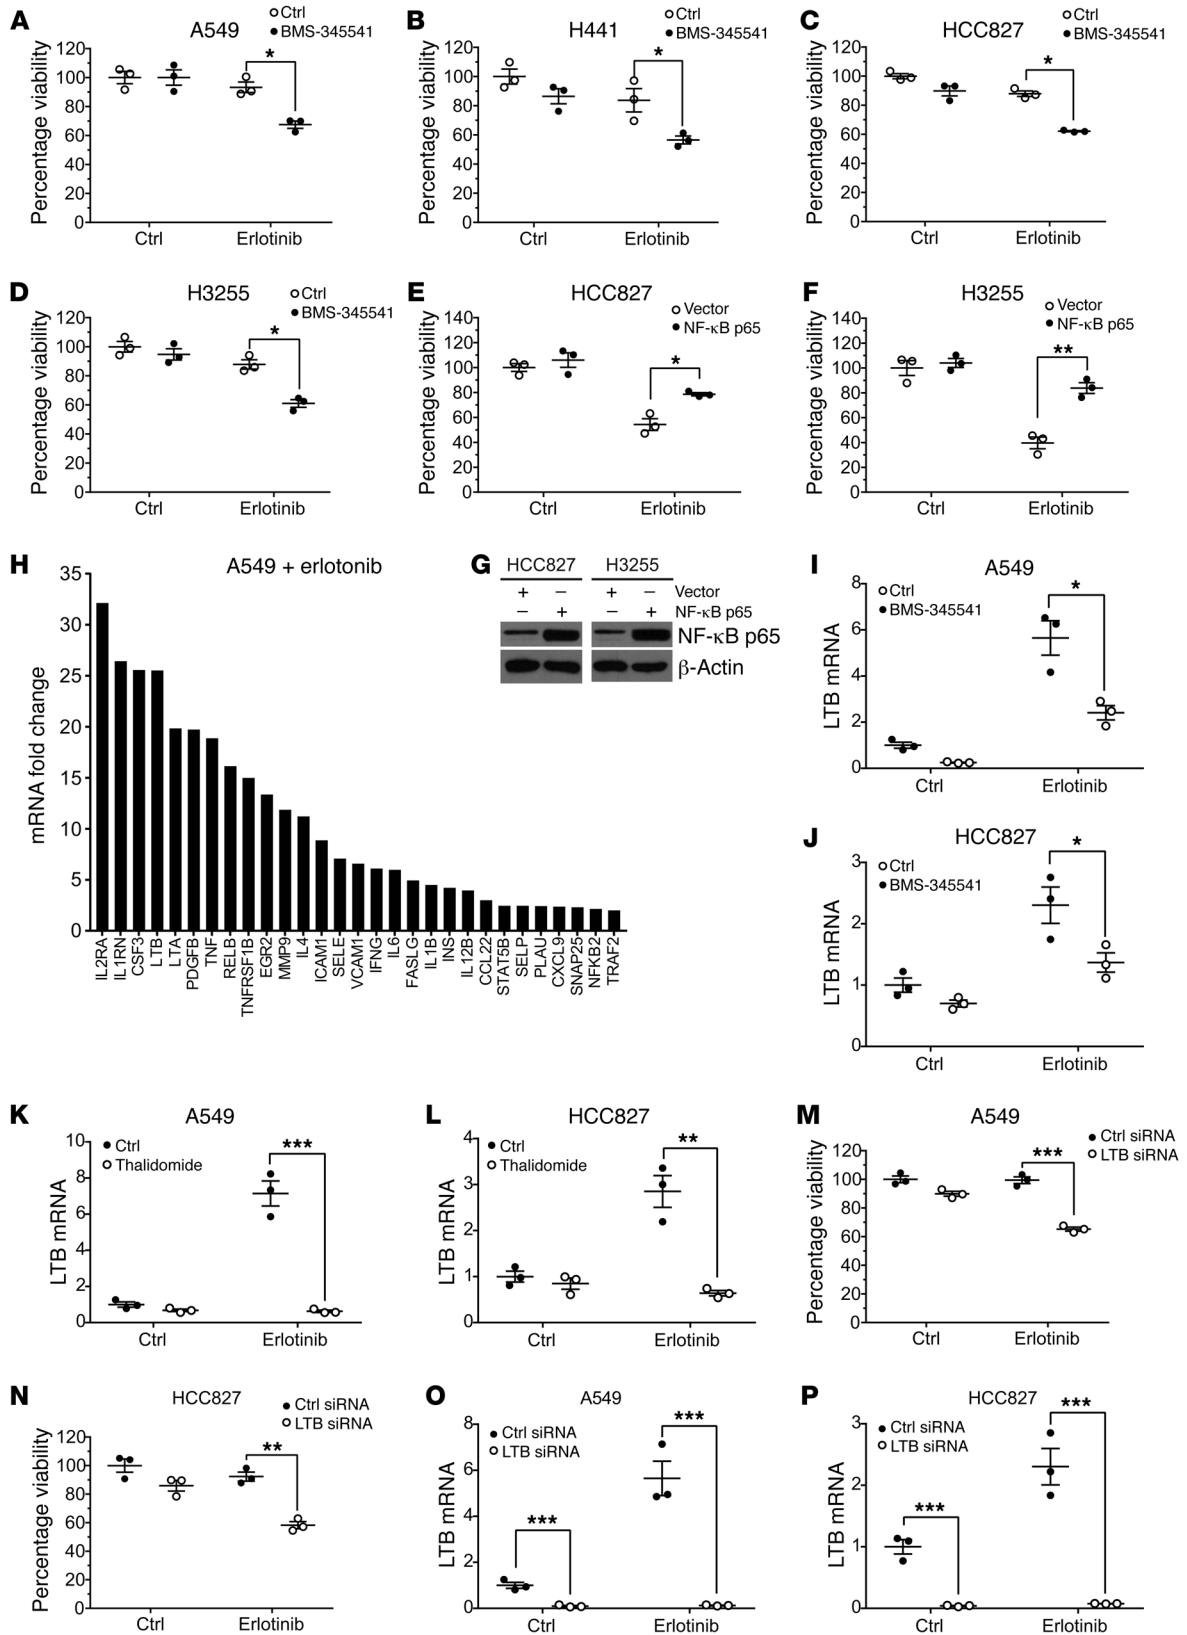 A
A549
Ctrl
BMS-345541
*
Percentage viability
120
100
80
60
40
20
0
Ctrl
Erlotinib
B
H441
Ctrl
BMS-345541
*
Percentage viability
120
100
80
60
40
20
0
Ctrl
Erlotinib
C
HCC827
Ctrl
BMS-345541
*
Percentage viability
120
100
80
60
40
20
0
Ctrl
Erlotinib
D
H3255
Ctrl
BMS-345541
*
Percentage viability
120
100
80
60
40
20
0
Ctrl
Erlotinib
E
HCC827
Vector
NF-κB p65
*
Percentage viability
140
120
100
80
60
40
20
0
Ctrl
Erlotinib
F
H3255
Vector
NF-κB p65
**
Percentage viability
140
120
100
80
60
40
20
0
Ctrl
Erlotinib
H
A549 + erlotonib
mRNA fold change
35
30
25
20
15
10
5
0
IL2RA
IL1RN
CSF3
LTB
LTA
PDGFB
TNF
RELB
TNFRSF1B
EGR2
MMP9
IL4
ICAM1
SELE
VCAM1
IFNG
IL6
FASLG
IL1B
INS
IL12B
CCL22
STAT5B
SELP
PLAU
CXCL9
SNAP25
NFKB2
TRAF2
G
HCC827 H3255
+ – + – Vector
– + – + NF-κB p65
NF-κB p65
β-Actin
I
A549
Ctrl
BMS-345541
*
LTB mRNA
8
6
4
2
0
Ctrl
Erlotinib
J
HCC827
Ctrl
BMS-345541
*
LTB mRNA
3
2
1
0
Ctrl
Erlotinib
K
A549
Ctrl
Thalidomide
***
LTB mRNA
10
8
6
4
2
0
Ctrl
Erlotinib
L
HCC827
Ctrl
Thalidomide
**
LTB mRNA
4
3
2
1
0
Ctrl
Erlotinib
M
A549
Ctrl siRNA
LTB siRNA
***
Percentage viability
120
100
80
60
40
20
0
Ctrl
Erlotinib
N
HCC827
Ctrl siRNA
LTB siRNA
**
Percentage viability
120
100
80
60
40
20
0
Ctrl
Erlotinib
O
A549
Ctrl siRNA
LTB siRNA
***
***
LTB mRNA
8
6
4
2
0
Ctrl
Erlotinib
P
HCC827
Ctrl siRNA
LTB siRNA
***
***
LTB mRNA
3
2
1
0
Ctrl
Erlotinib